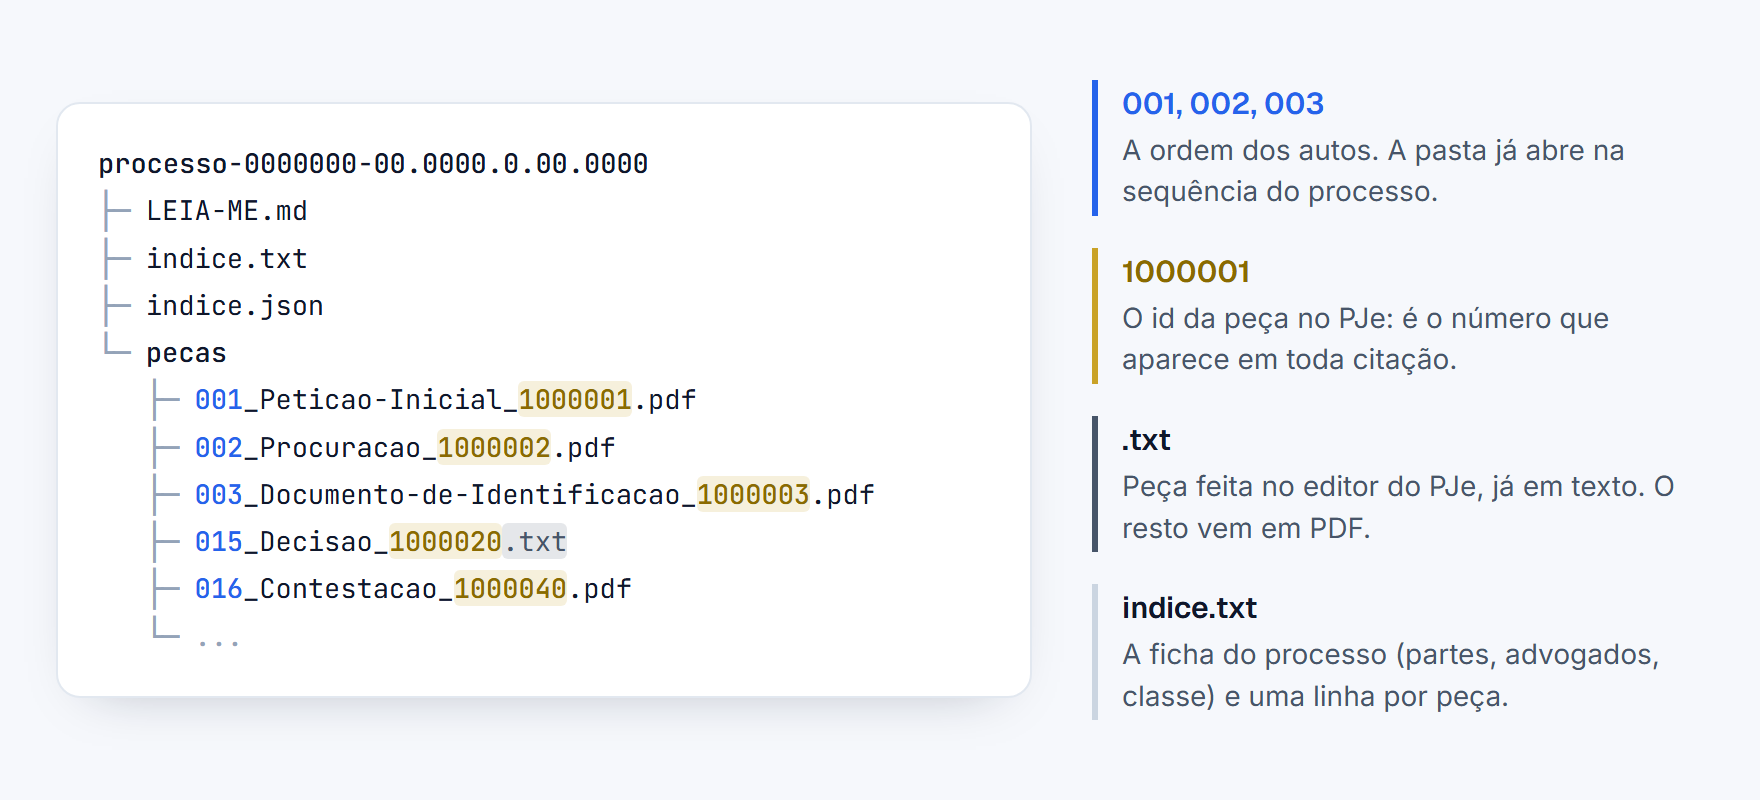 processo-0000000-00.0000.0.00.0000
├─ LEIA-ME.md
├─ indice.txt
├─ indice.json
└─ pecas
├─ 001_Peticao-Inicial_1000001.pdf
├─ 002_Procuracao_1000002.pdf
├─ 003_Documento-de-Identificacao_1000003.pdf
├─ 015_Decisao_1000020.txt
├─ 016_Contestacao_1000040.pdf
└─ ...
001, 002, 003
A ordem dos autos. A pasta já abre na
sequência do processo.
1000001
O id da peça no PJe: é o número que
aparece em toda citação.
.txt
Peça feita no editor do PJe, já em texto. O
resto vem em PDF.
indice.txt
A ficha do processo (partes, advogados,
classe) e uma linha por peça.